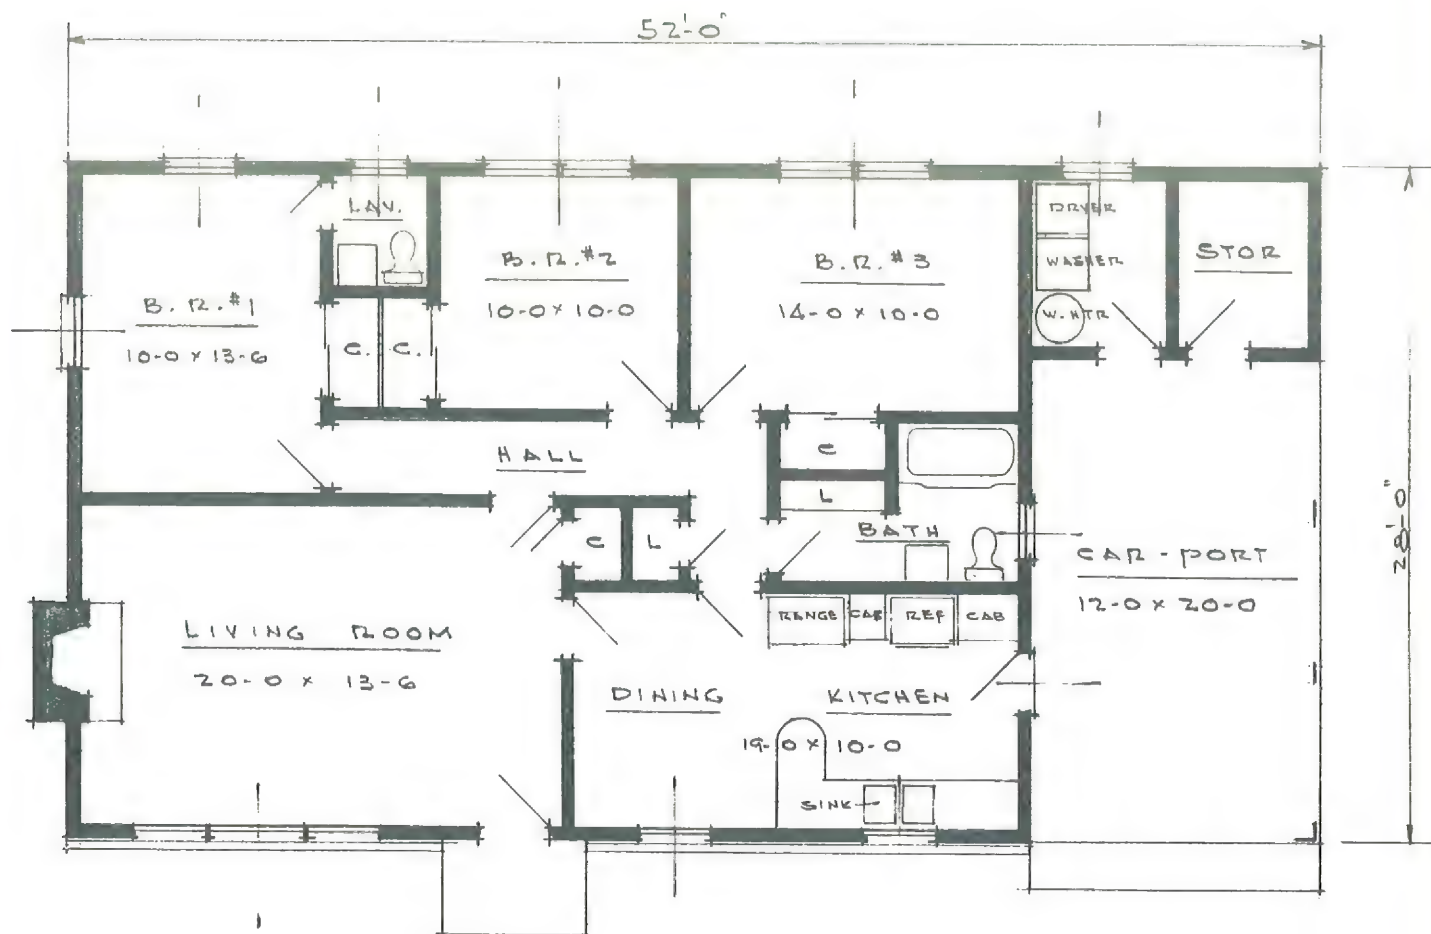 52'-0"
LAV.
DRYER
B.R.#2
10-0 x 10-0
B.R.#3
14-0 x 10-0
WASHER
STOR
B.R.#1
10-0 x 13-6
W.HTR
C.
C.
HALL
C
L
28'-0"
C
L
BATH
CAR-PORT
12-0 x 20-0
LIVING ROOM
20-0 x 13-6
RENGE
CAB
REF
CAB
DINING
KITCHEN
19-0 x 10-0
SINK